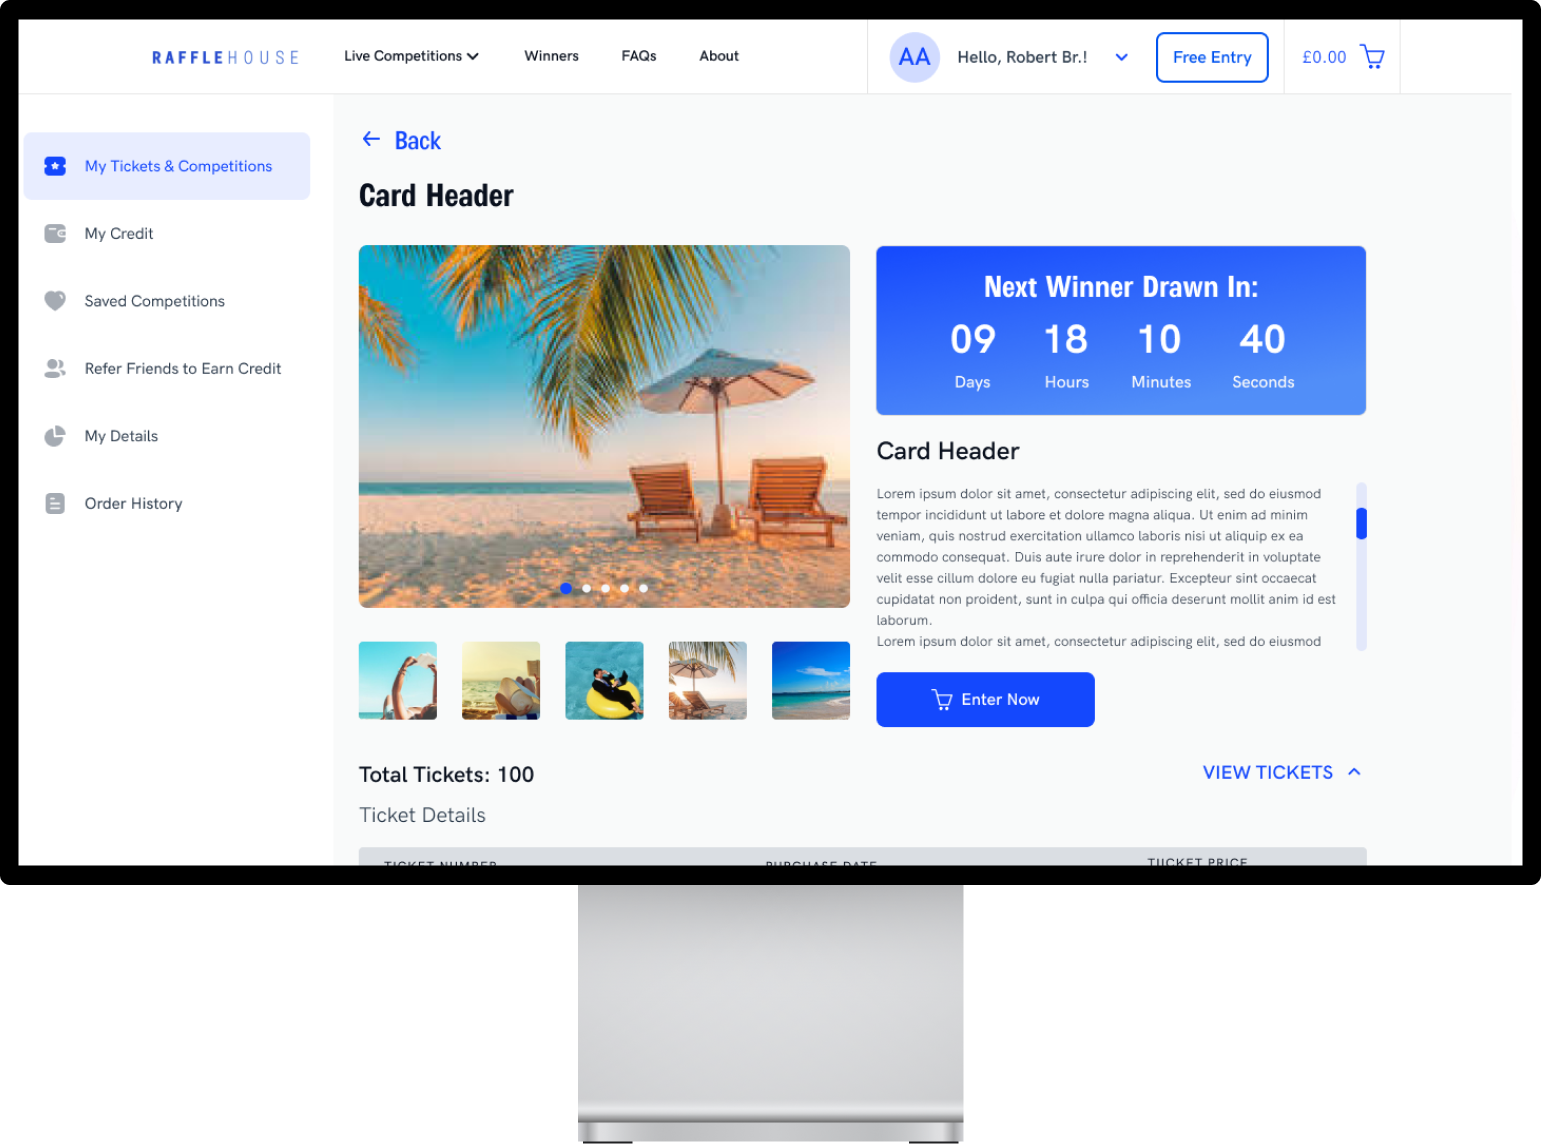 RAFFLEHOUSE
Live Competitions
Winners
FAQs
About
AA
Hello, Robert Br.!
Free Entry
£0.00
My Tickets & Competitions
My Credit
Saved Competitions
Refer Friends to Earn Credit
My Details
Order History
Back
Card Header
Next Winner Drawn In:
09 18 10 40
Days Hours Minutes Seconds
Card Header
Lorem ipsum dolor sit amet, consectetur adipiscing elit, sed do eiusmod
tempor incididunt ut labore et dolore magna aliqua. Ut enim ad minim
veniam, quis nostrud exercitation ullamco laboris nisi ut aliquip ex ea
commodo consequat. Duis aute irure dolor in reprehenderit in voluptate
velit esse cillum dolore eu fugiat nulla pariatur. Excepteur sint occaecat
cupidatat non proident, sunt in culpa qui officia deserunt mollit anim id est
laborum.
Lorem ipsum dolor sit amet, consectetur adipiscing elit, sed do eiusmod
Enter Now
Total Tickets: 100
VIEW TICKETS
Ticket Details
TICKET NUMBER
PURCHASE DATE
TIICKET PRICE